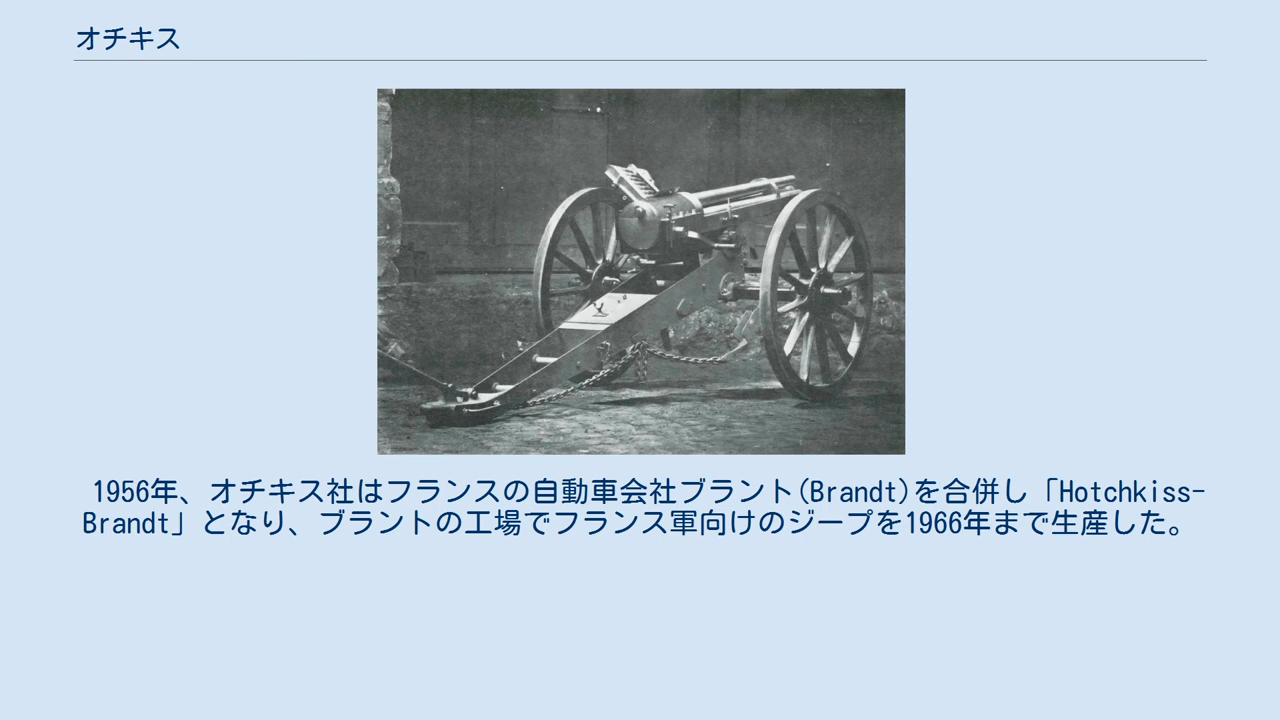 オチキス
1956年、オチキス社はフランスの自動車会社ブラント(Brandt)を合併し「Hotchkiss-
Brandt」となり、ブラントの工場でフランス軍向けのジープを1966年まで生産した。